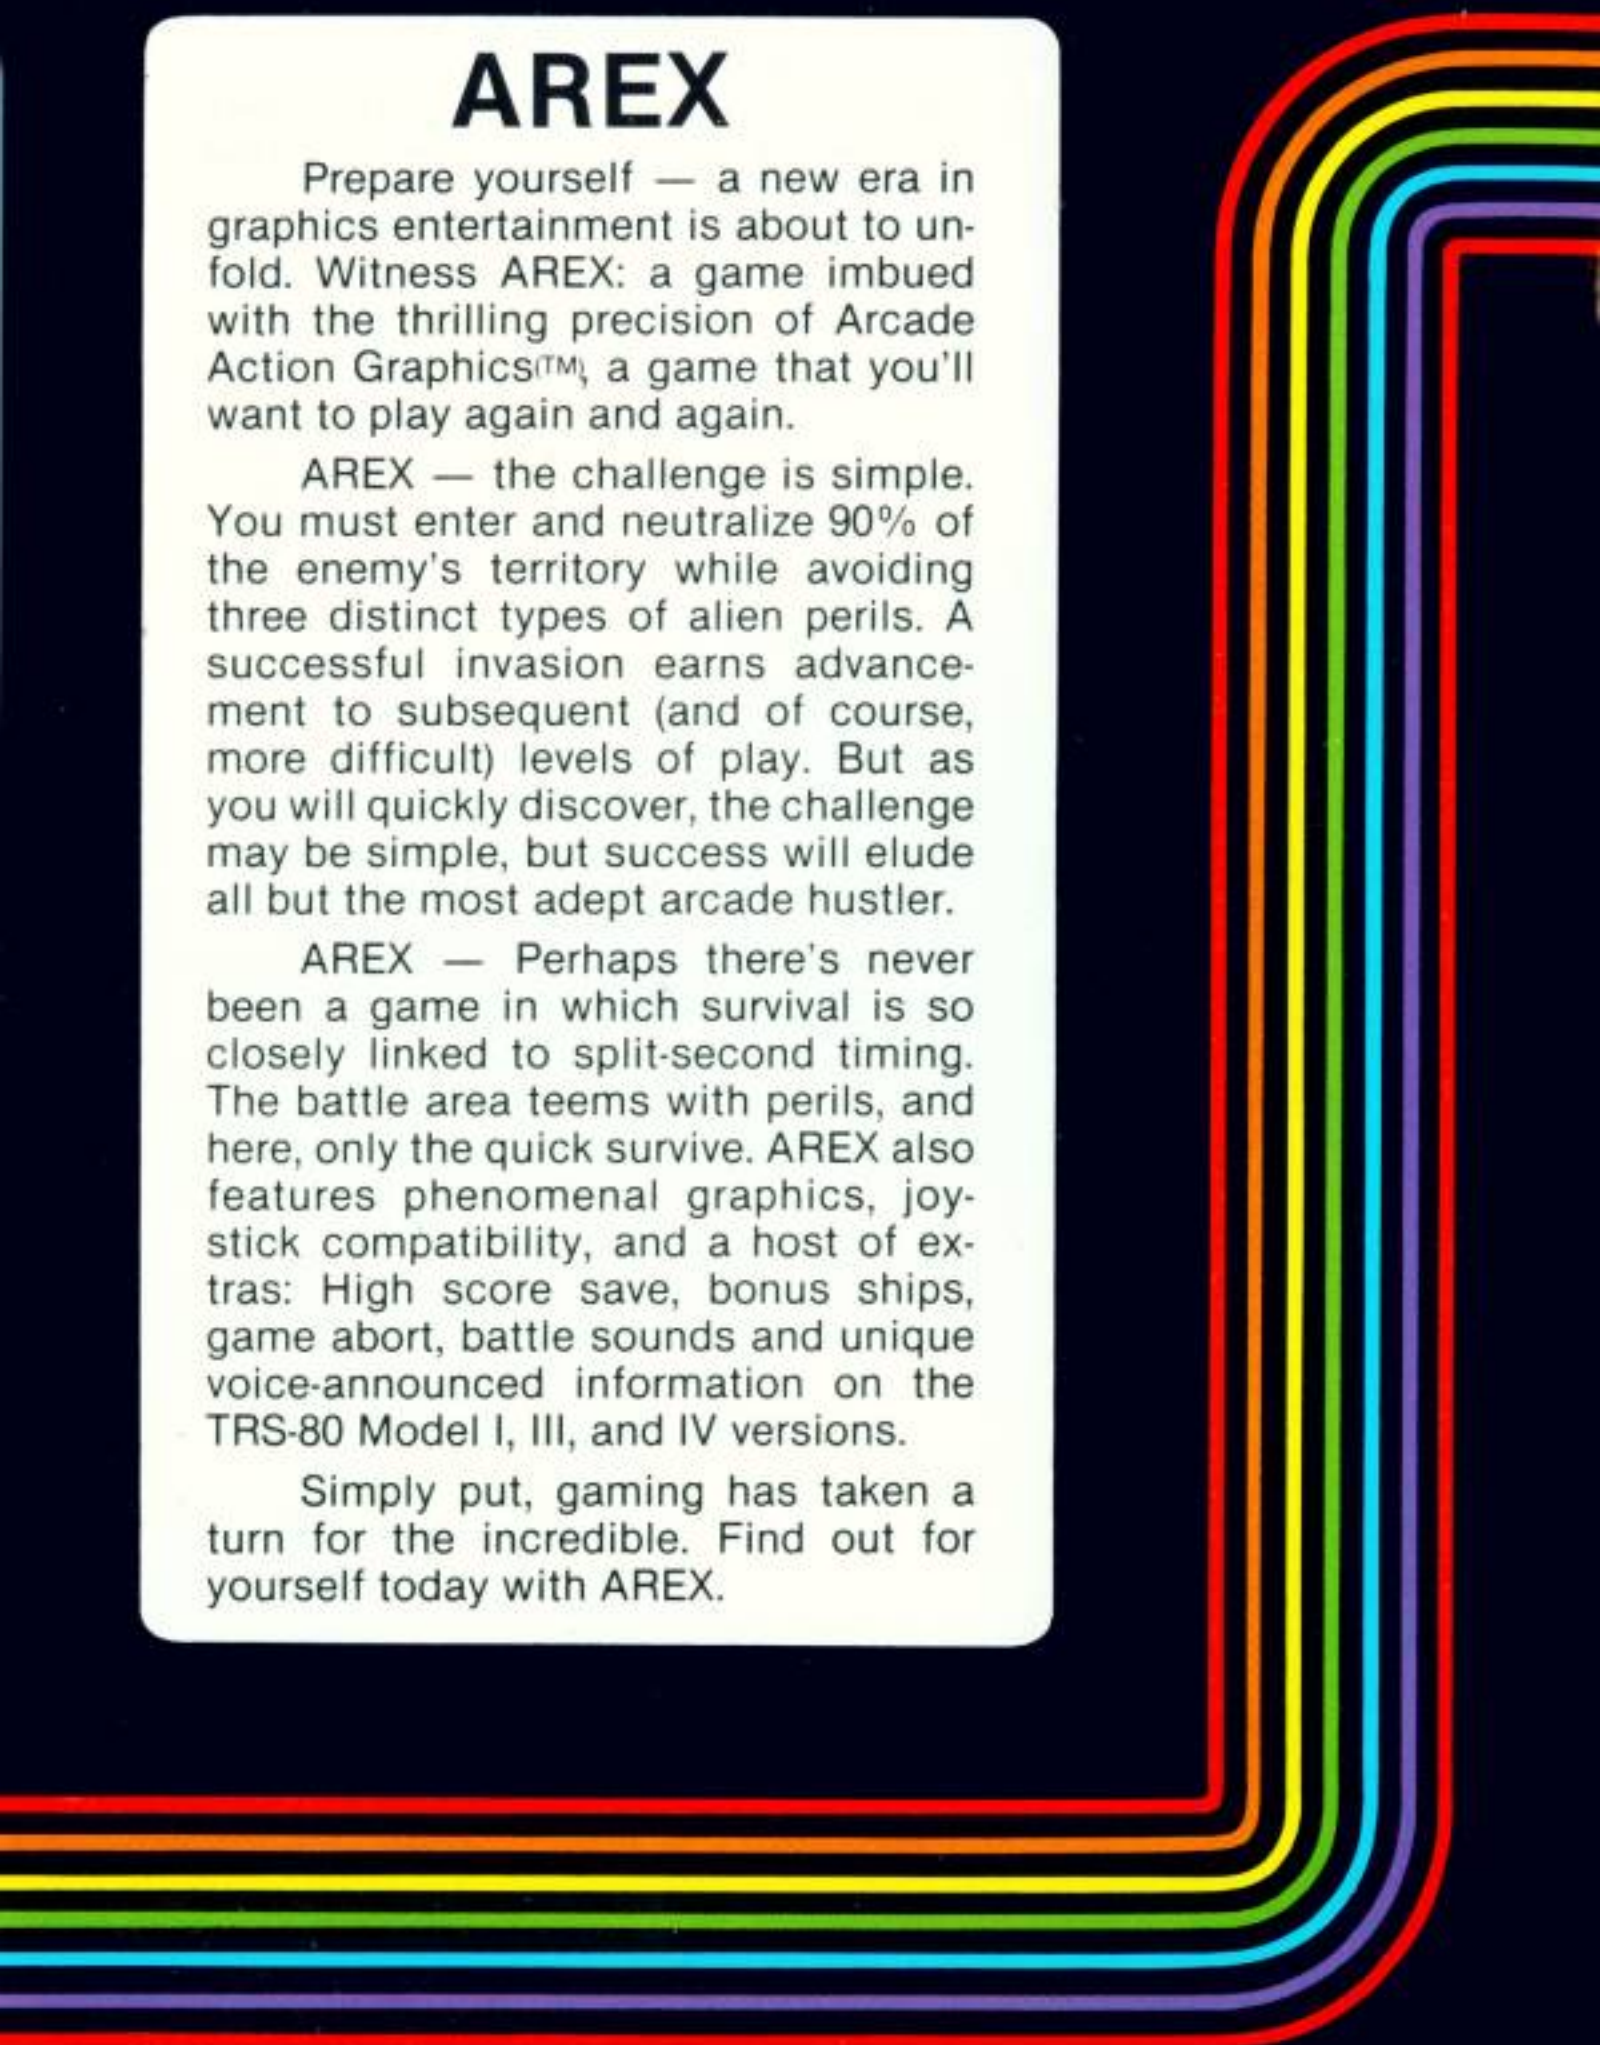 AREX
Prepare yourself — a new era in
graphics entertainment is about to un-
fold. Witness AREX: a game imbued
with the thrilling precision of Arcade
Action Graphics(TM), a game that you'll
want to play again and again.
AREX — the challenge is simple.
You must enter and neutralize 90% of
the enemy's territory while avoiding
three distinct types of alien perils. A
successful invasion earns advance-
ment to subsequent (and of course,
more difficult) levels of play. But as
you will quickly discover, the challenge
may be simple, but success will elude
all but the most adept arcade hustler.
AREX — Perhaps there's never
been a game in which survival is so
closely linked to split-second timing.
The battle area teems with perils, and
here, only the quick survive. AREX also
features phenomenal graphics, joy-
stick compatibility, and a host of ex-
tras: High score save, bonus ships,
game abort, battle sounds and unique
voice-announced information on the
TRS-80 Model I, III, and IV versions.
Simply put, gaming has taken a
turn for the incredible. Find out for
yourself today with AREX.